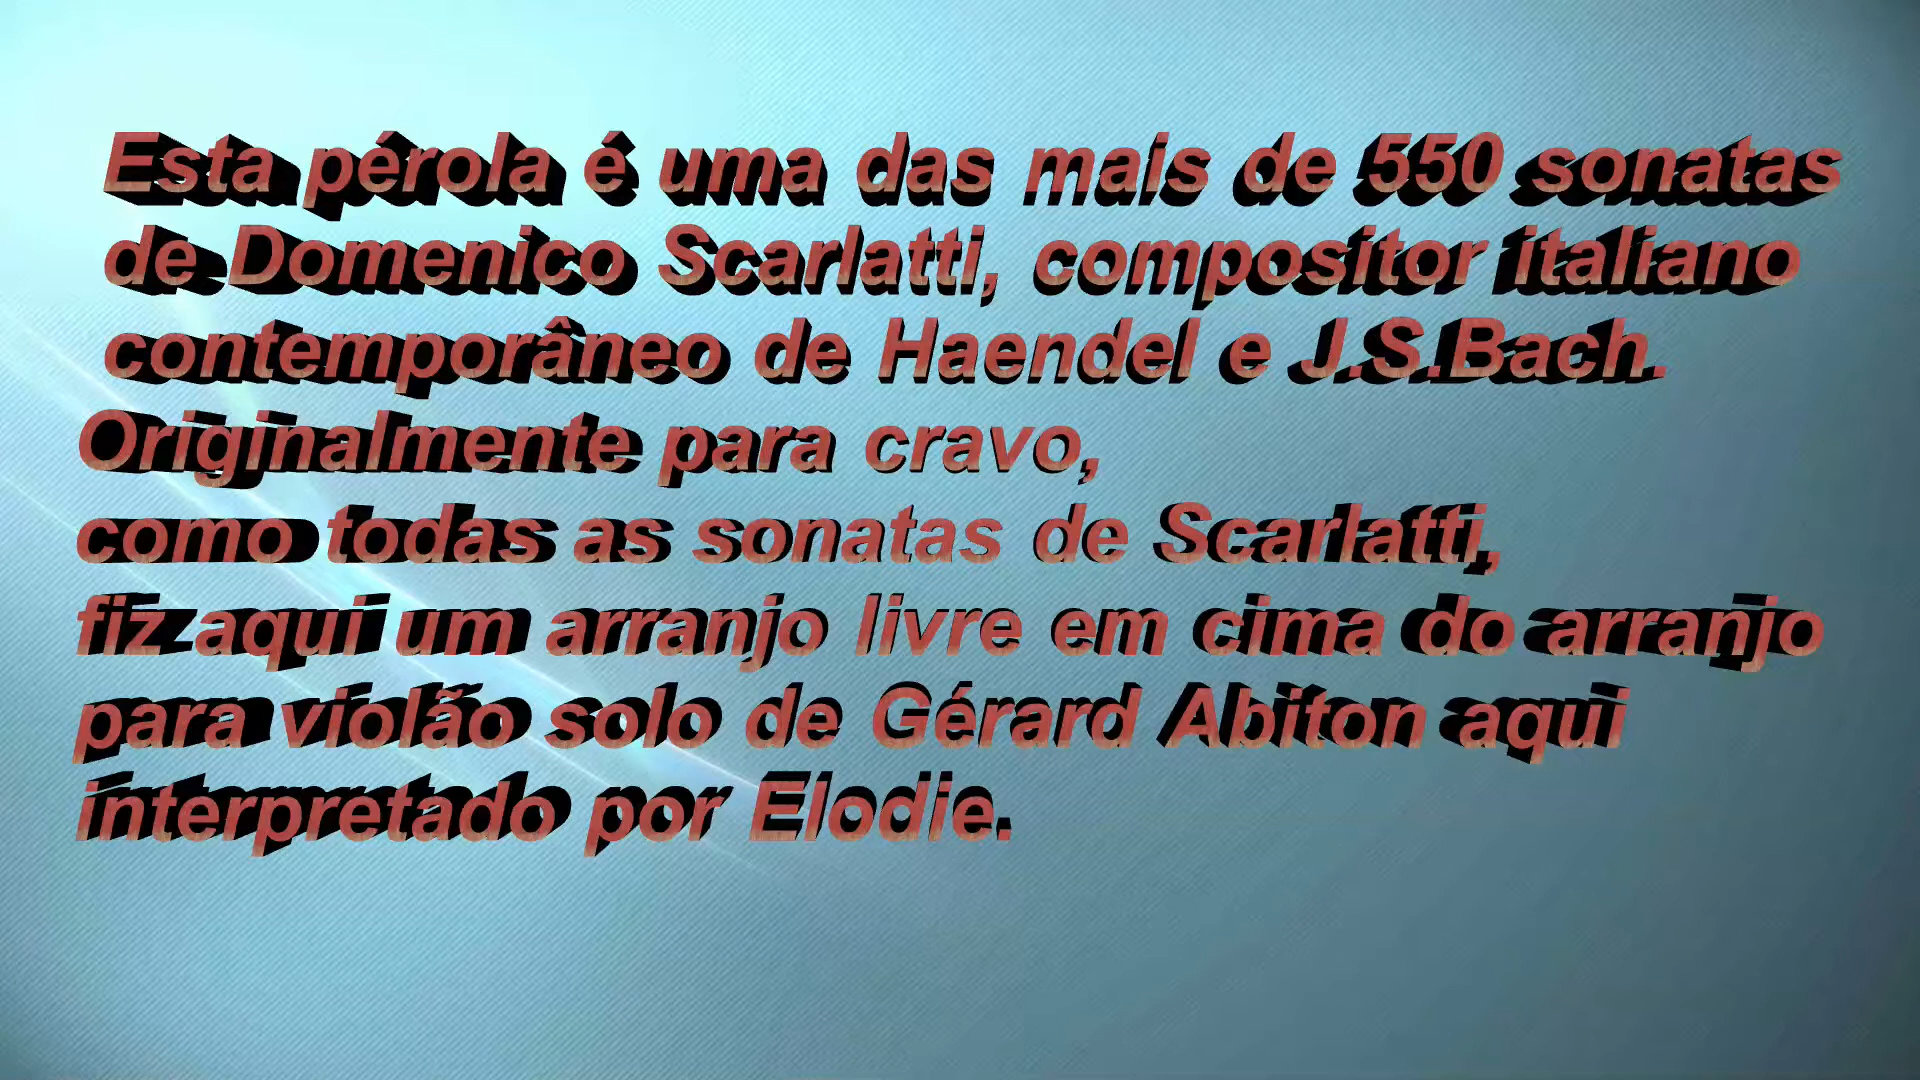 Esta pérola é uma das mais de 550 sonatas
de Domenico Scarlatti, compositor italiano
contemporâneo de Haendel e J.S.Bach.
Originalmente para cravo,
como todas as sonatas de Scarlatti,
fiz aqui um arranjo livre em cima do arranjo
para violão solo de Gérard Abiton aqui
interpretado por Elodie.